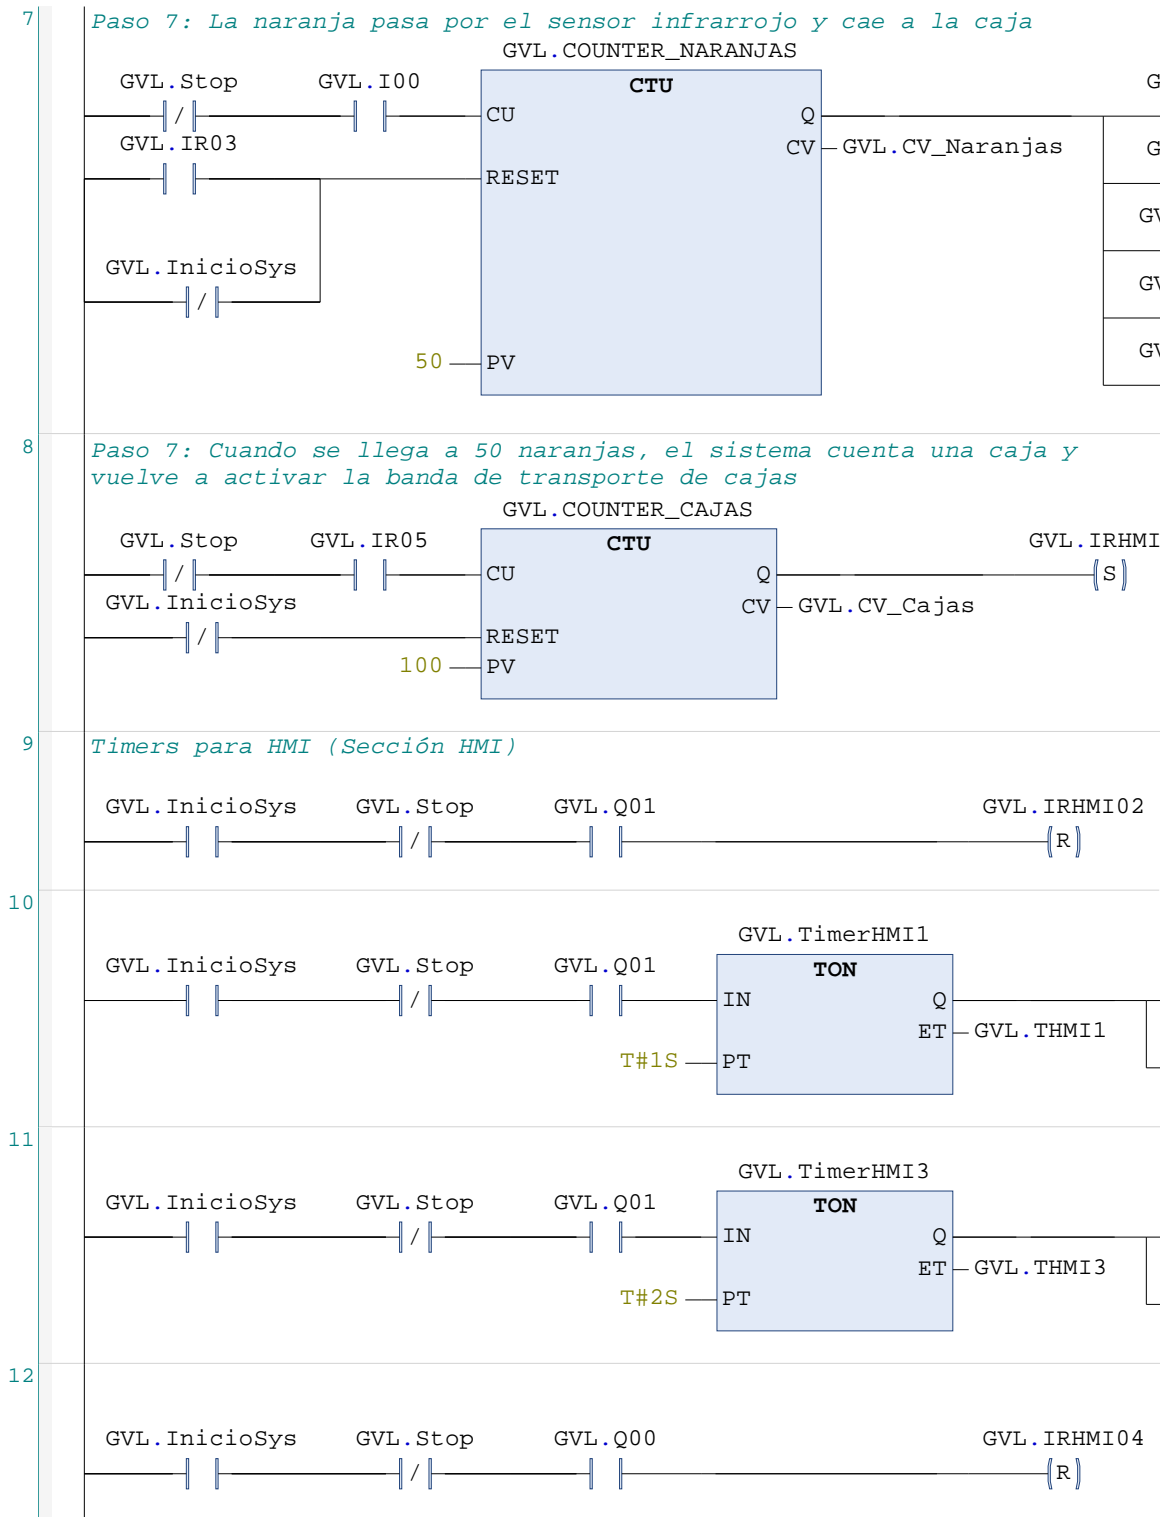 7
Paso 7: La naranja pasa por el sensor infrarrojo y cae a la caja
GVL.COUNTER_NARANJAS
GVL.Stop GVL.I00 CTU G
/ CU Q
GVL.IR03 CV GVL.CV_Naranjas G
RESET
GV
GVL.InicioSys GV
/
50 PV GV
8
Paso 7: Cuando se llega a 50 naranjas, el sistema cuenta una caja y
vuelve a activar la banda de transporte de cajas
GVL.COUNTER_CAJAS
GVL.Stop GVL.IR05 CTU GVL.IRHMI
/ CU Q S
GVL.InicioSys CV GVL.CV_Cajas
/ RESET
100 PV
9
Timers para HMI (Sección HMI)
GVL.InicioSys GVL.Stop GVL.Q01 GVL.IRHMI02
/ R
10
GVL.TimerHMI1
GVL.InicioSys GVL.Stop GVL.Q01 TON
/ IN Q
ET GVL.THMI1
T#1S PT
11
GVL.TimerHMI3
GVL.InicioSys GVL.Stop GVL.Q01 TON
/ IN Q
ET GVL.THMI3
T#2S PT
12
GVL.InicioSys GVL.Stop GVL.Q00 GVL.IRHMI04
/ R